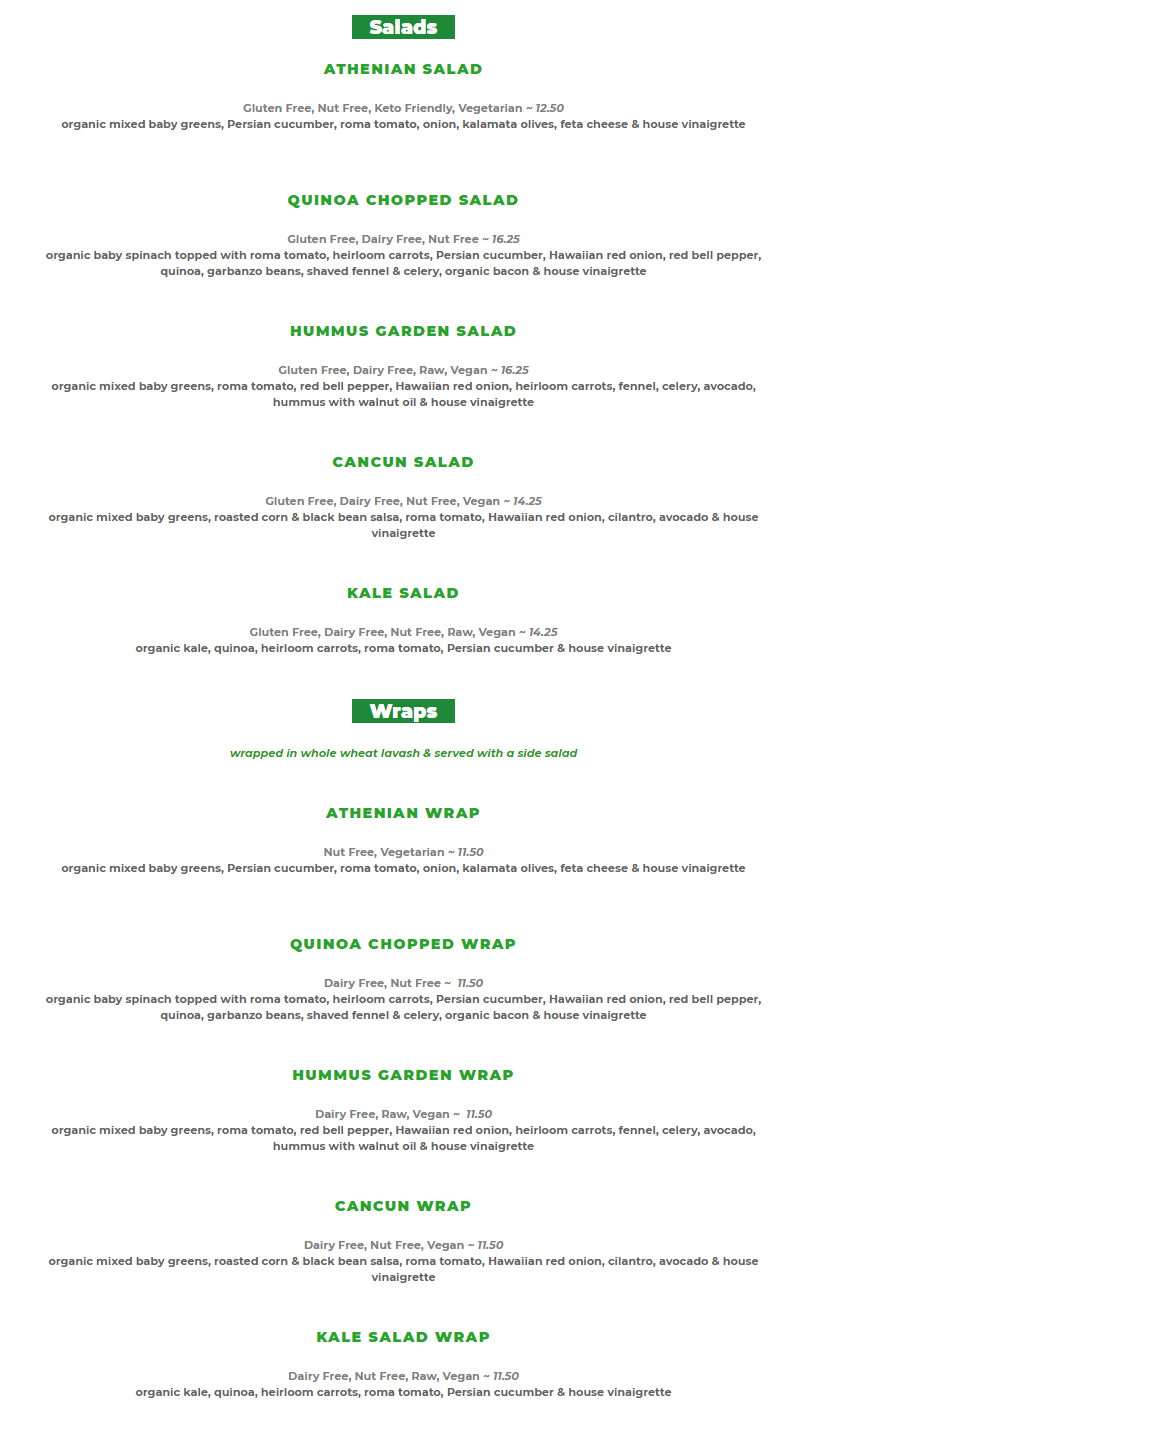 Salads
ATHENIAN SALAD
Gluten Free, Nut Free, Keto Friendly, Vegetarian ~ 12.50
organic mixed baby greens, Persian cucumber, roma tomato, onion, kalamata olives, feta cheese & house vinaigrette
QUINOA CHOPPED SALAD
Gluten Free, Dairy Free, Nut Free ~ 16.25
organic baby spinach topped with roma tomato, heirloom carrots, Persian cucumber, Hawaiian red onion, red bell pepper,
quinoa, garbanzo beans, shaved fennel & celery, organic bacon & house vinaigrette
HUMMUS GARDEN SALAD
Gluten Free, Dairy Free, Raw, Vegan ~ 16.25
organic mixed baby greens, roma tomato, red bell pepper, Hawaiian red onion, heirloom carrots, fennel, celery, avocado,
hummus with walnut oil & house vinaigrette
CANCUN SALAD
Gluten Free, Dairy Free, Nut Free, Vegan ~ 14.25
organic mixed baby greens, roasted corn & black bean salsa, roma tomato, Hawaiian red onion, cilantro, avocado & house
vinaigrette
KALE SALAD
Gluten Free, Dairy Free, Nut Free, Raw, Vegan ~ 14.25
organic kale, quinoa, heirloom carrots, roma tomato, Persian cucumber & house vinaigrette
Wraps
wrapped in whole wheat lavash & served with a side salad
ATHENIAN WRAP
Nut Free, Vegetarian ~ 11.50
organic mixed baby greens, Persian cucumber, roma tomato, onion, kalamata olives, feta cheese & house vinaigrette
QUINOA CHOPPED WRAP
Dairy Free, Nut Free ~ 11.50
organic baby spinach topped with roma tomato, heirloom carrots, Persian cucumber, Hawaiian red onion, red bell pepper,
quinoa, garbanzo beans, shaved fennel & celery, organic bacon & house vinaigrette
HUMMUS GARDEN WRAP
Dairy Free, Raw, Vegan ~ 11.50
organic mixed baby greens, roma tomato, red bell pepper, Hawaiian red onion, heirloom carrots, fennel, celery, avocado,
hummus with walnut oil & house vinaigrette
CANCUN WRAP
Dairy Free, Nut Free, Vegan ~ 11.50
organic mixed baby greens, roasted corn & black bean salsa, roma tomato, Hawaiian red onion, cilantro, avocado & house
vinaigrette
KALE SALAD WRAP
Dairy Free, Nut Free, Raw, Vegan ~ 11.50
organic kale, quinoa, heirloom carrots, roma tomato, Persian cucumber & house vinaigrette